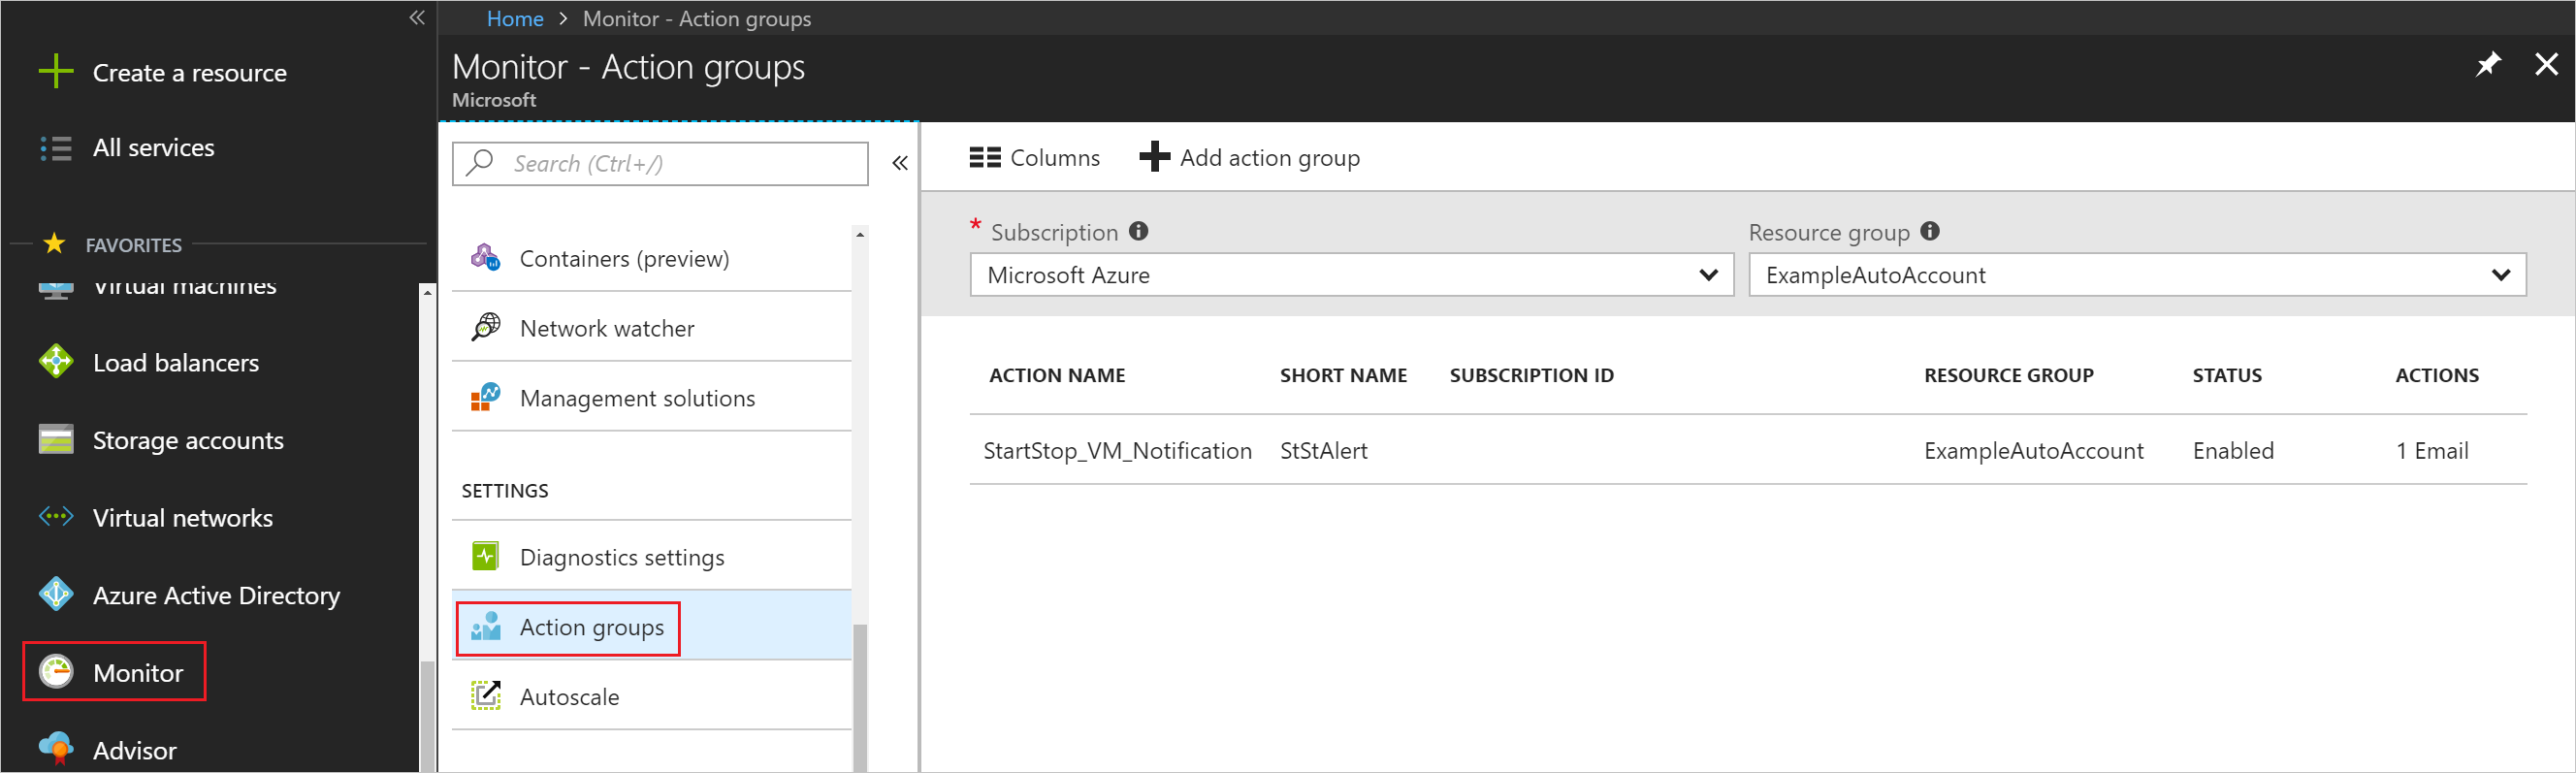 Create a resource
All services
FAVORITES
Virtual machines
Load balancers
Storage accounts
Virtual networks
Azure Active Directory
Monitor
Advisor
Home > Monitor - Action groups
Monitor - Action groups
Microsoft
Search (Ctrl+/)
Containers (preview)
Network watcher
Management solutions
SETTINGS
Diagnostics settings
Action groups
Autoscale
Columns Add action group
* Subscription Resource group
Microsoft Azure ExampleAutoAccount
ACTION NAME SHORT NAME SUBSCRIPTION ID RESOURCE GROUP STATUS ACTIONS
StartStop_VM_Notification StStAlert ExampleAutoAccount Enabled 1 Email